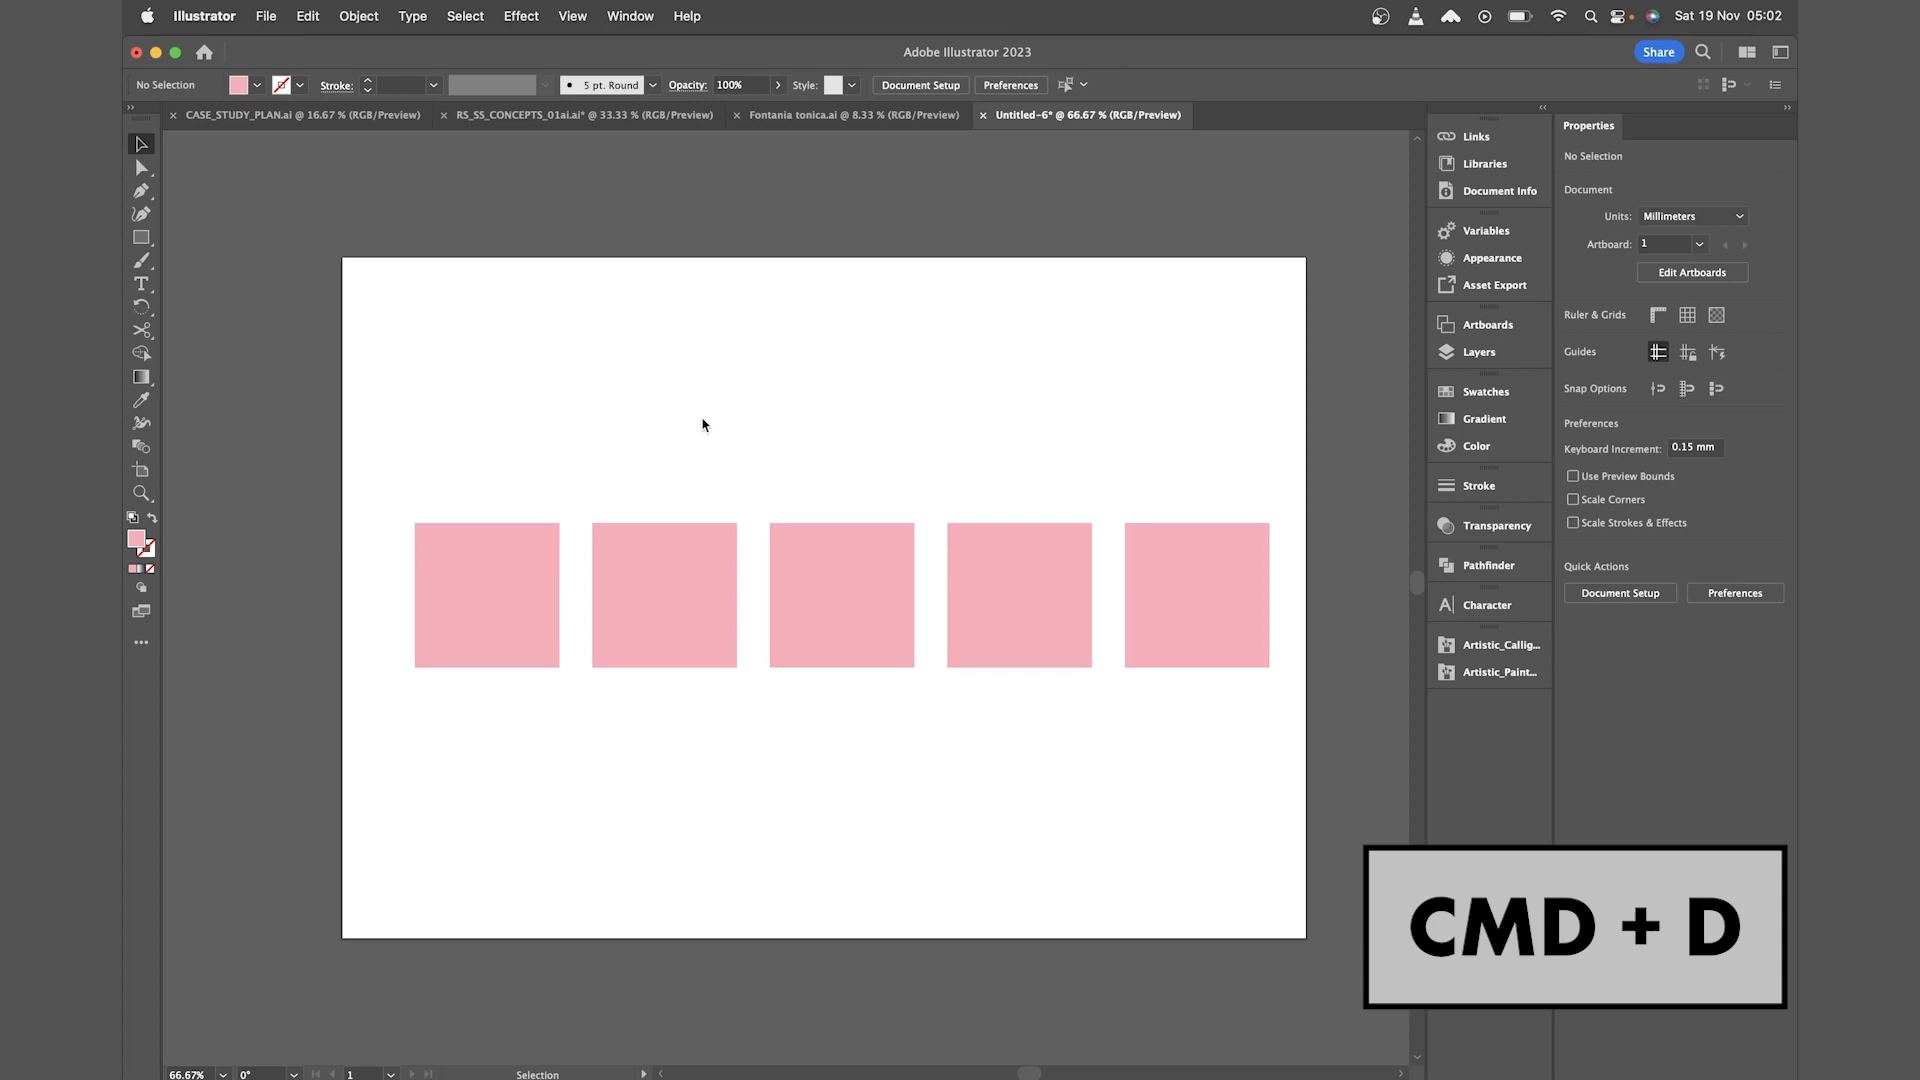 Illustrator File Edit Object Type Select Effect View Window Help Sat 19 Nov 05:02
Adobe Illustrator 2023 Share
No Selection Stroke: 5 pt. Round Opacity: 100% Style: Document Setup Preferences
CASE_STUDY_PLAN.ai @ 16.67 % (RGB/Preview) RS_SS_CONCEPTS_01ai.ai* @ 33.33 % (RGB/Preview) Fontania tonica.ai @ 8.33 % (RGB/Preview) Untitled-6* @ 66.67 % (RGB/Preview)
Links
Libraries
Document Info
Variables
Appearance
Asset Export
Artboards
Layers
Swatches
Gradient
Color
Stroke
Transparency
Pathfinder
Character
Artistic_Callig...
Artistic_Paint...
Properties
No Selection
Document
Units: Millimeters
Artboard: 1
Edit Artboards
Ruler & Grids
Guides
Snap Options
Preferences
Keyboard Increment: 0.15 mm
Use Preview Bounds
Scale Corners
Scale Strokes & Effects
Quick Actions
Document Setup Preferences
CMD + D
66.67% 0° 1 Selection